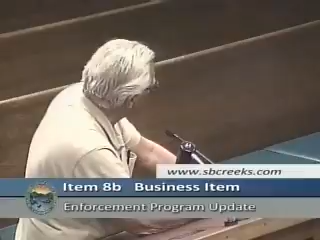 www.sbcreeks.com
Item 8b Business Item
Enforcement Program Update